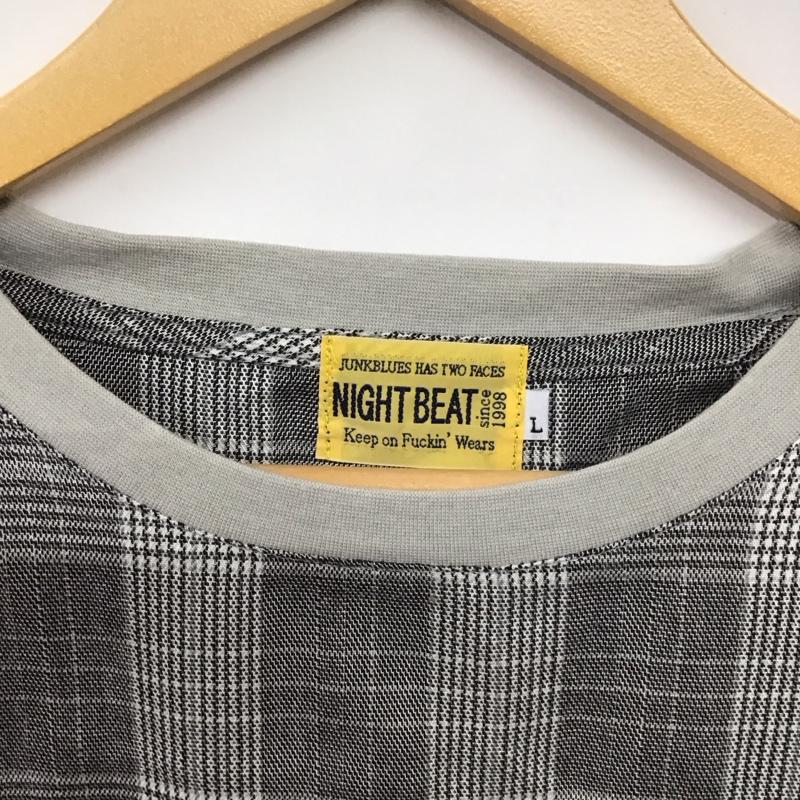 JUNKBLUES HAS TWO FACES
NIGHT BEAT since 1998
Keep on Fuckin' Wears
L